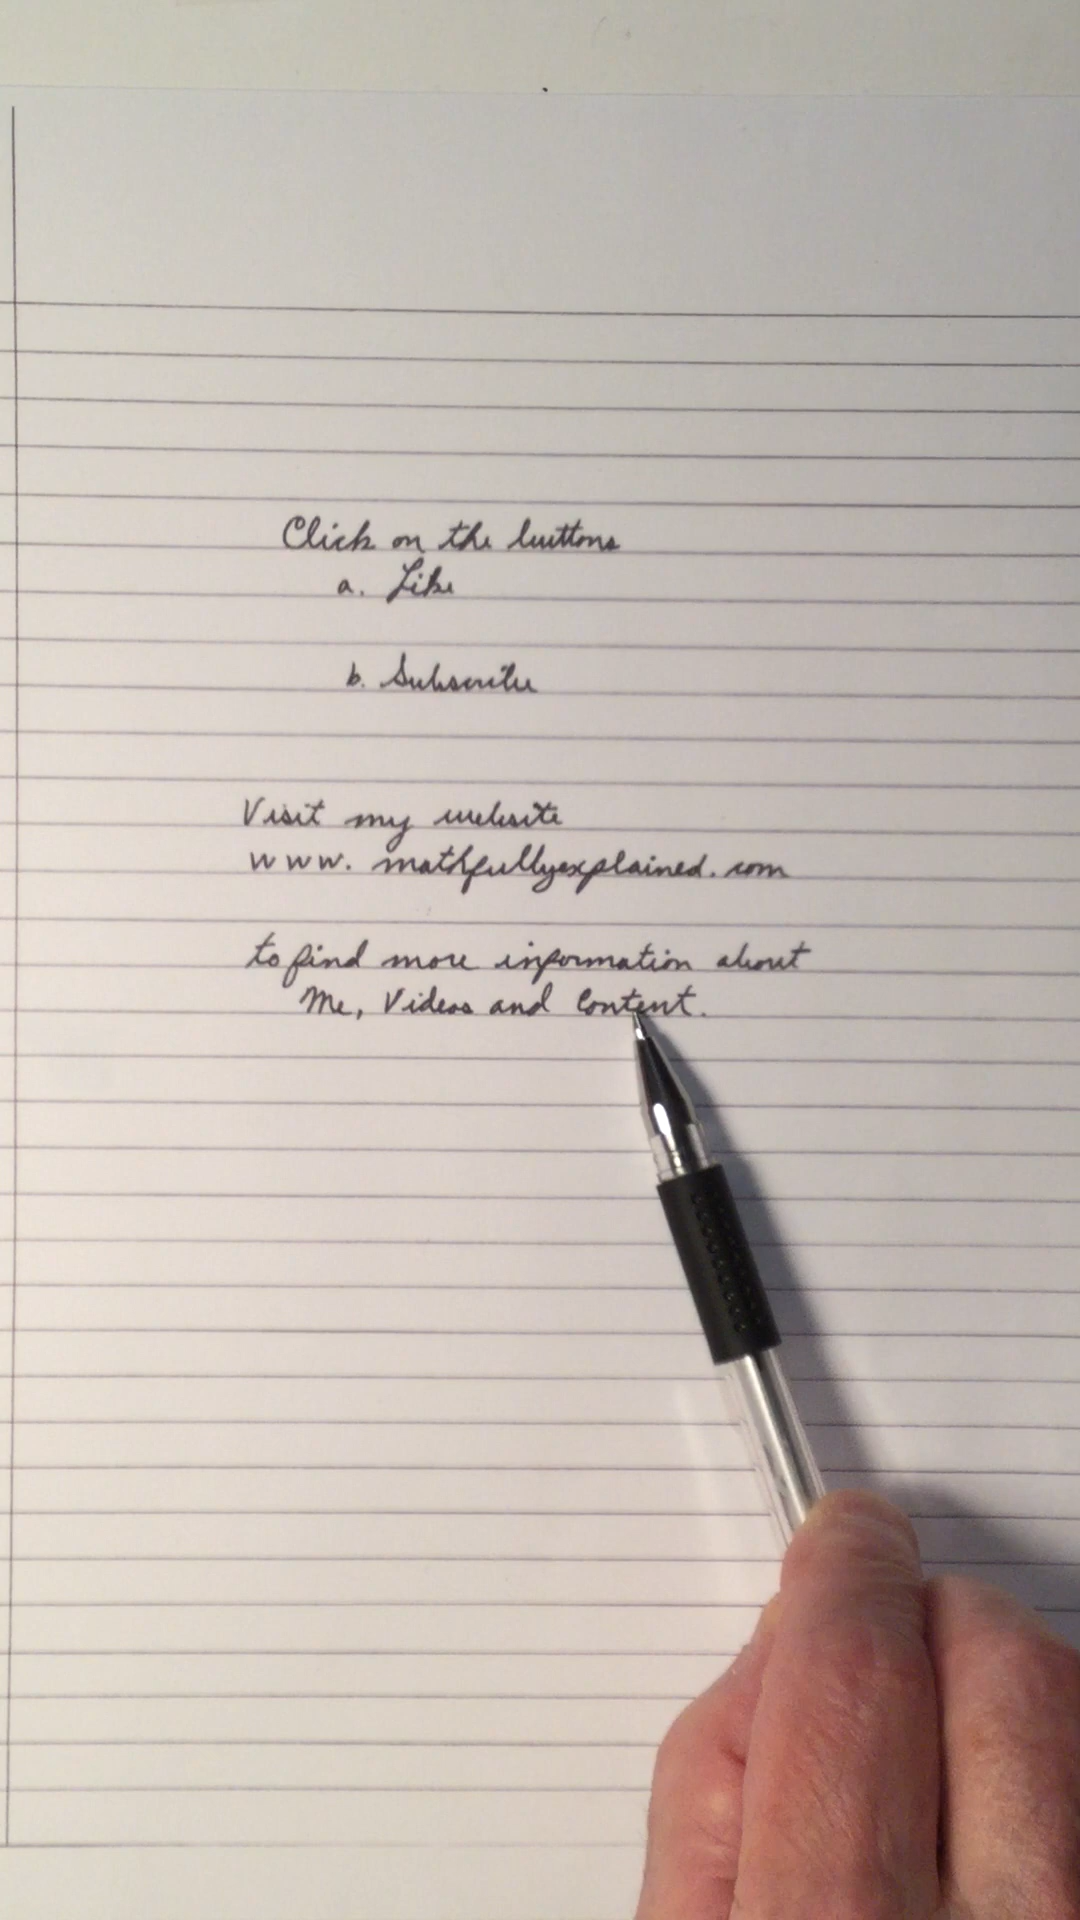 Click on the buttons
a. Like
b. Subscribe
Visit my website
www.mathfullyexplained.com
to find more information about
Me, Videos and Content.